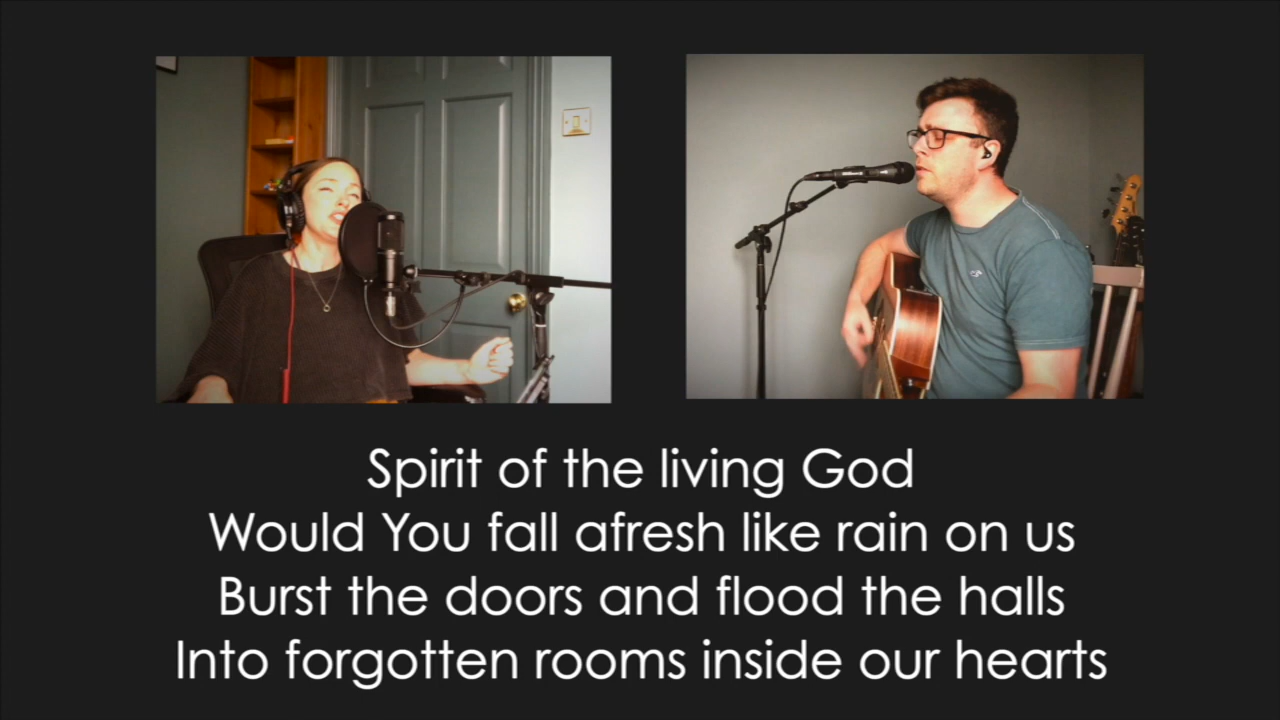 Spirit of the living God
Would You fall afresh like rain on us
Burst the doors and flood the halls
Into forgotten rooms inside our hearts